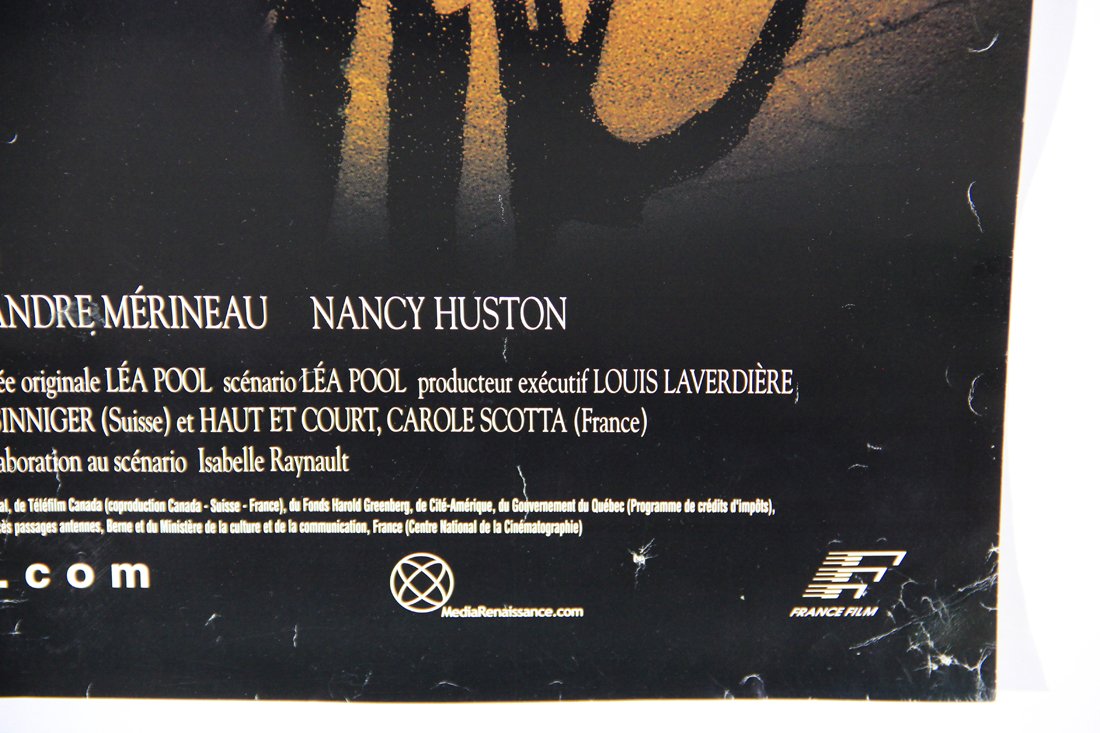 ANDRE MÉRINEAU NANCY HUSTON
ée originale LÉA POOL scénario LÉA POOL producteur exécutif LOUIS LAVERDIÈRE
BINNIGER (Suisse) et HAUT ET COURT, CAROLE SCOTTA (France)
aboration au scénario Isabelle Raynault
al, de Téléfilm Canada (coproduction Canada - Suisse - France), du Fonds Harold Greenberg, de Cité-Amérique, du Gouvernement du Québec (Programme de crédits d'impôts),
ès passages antennes, Berne et du Ministère de la culture et de la communication, France (Centre National de la Cinématographie)
.com
MediaRenaissance.com
FRANCE FILM